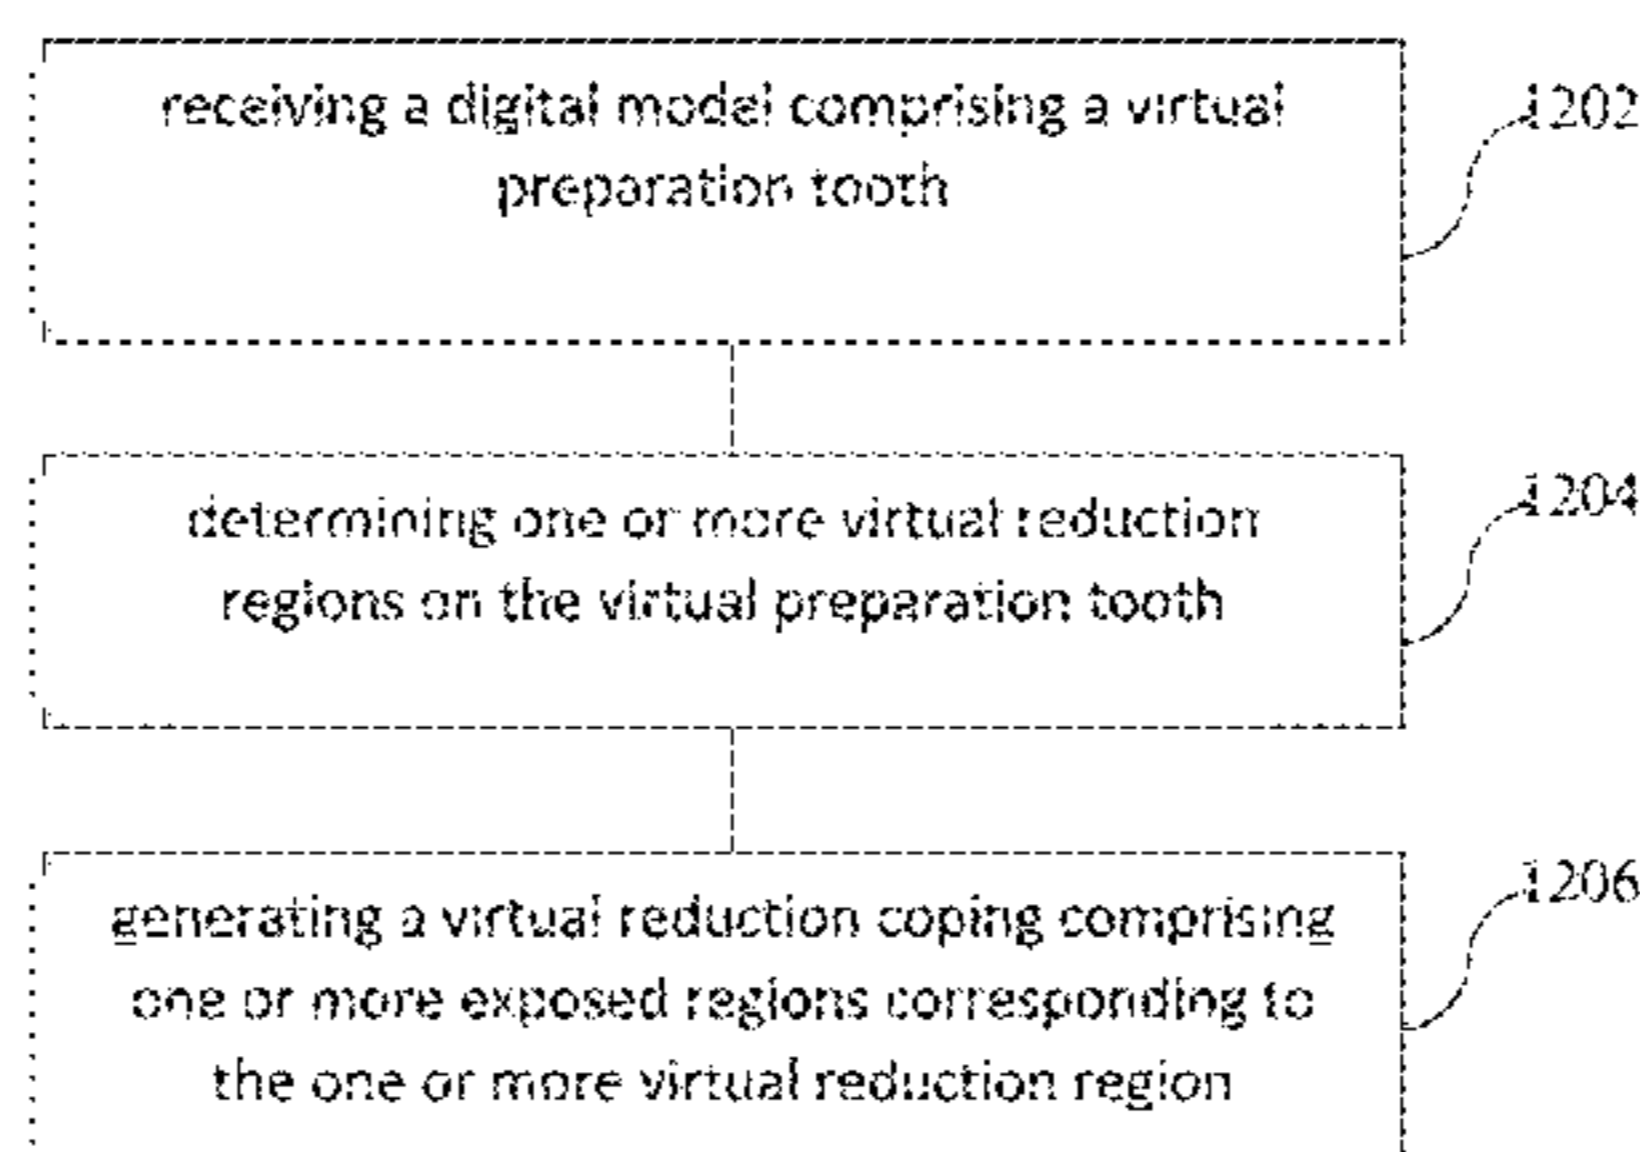 receiving a digital model comprising a virtual
preparation tooth
1202
determining one or more virtual reduction
regions on the virtual preparation tooth
1204
generating a virtual reduction coping comprising
one or more exposed regions corresponding to
the one or more virtual reduction region
1206